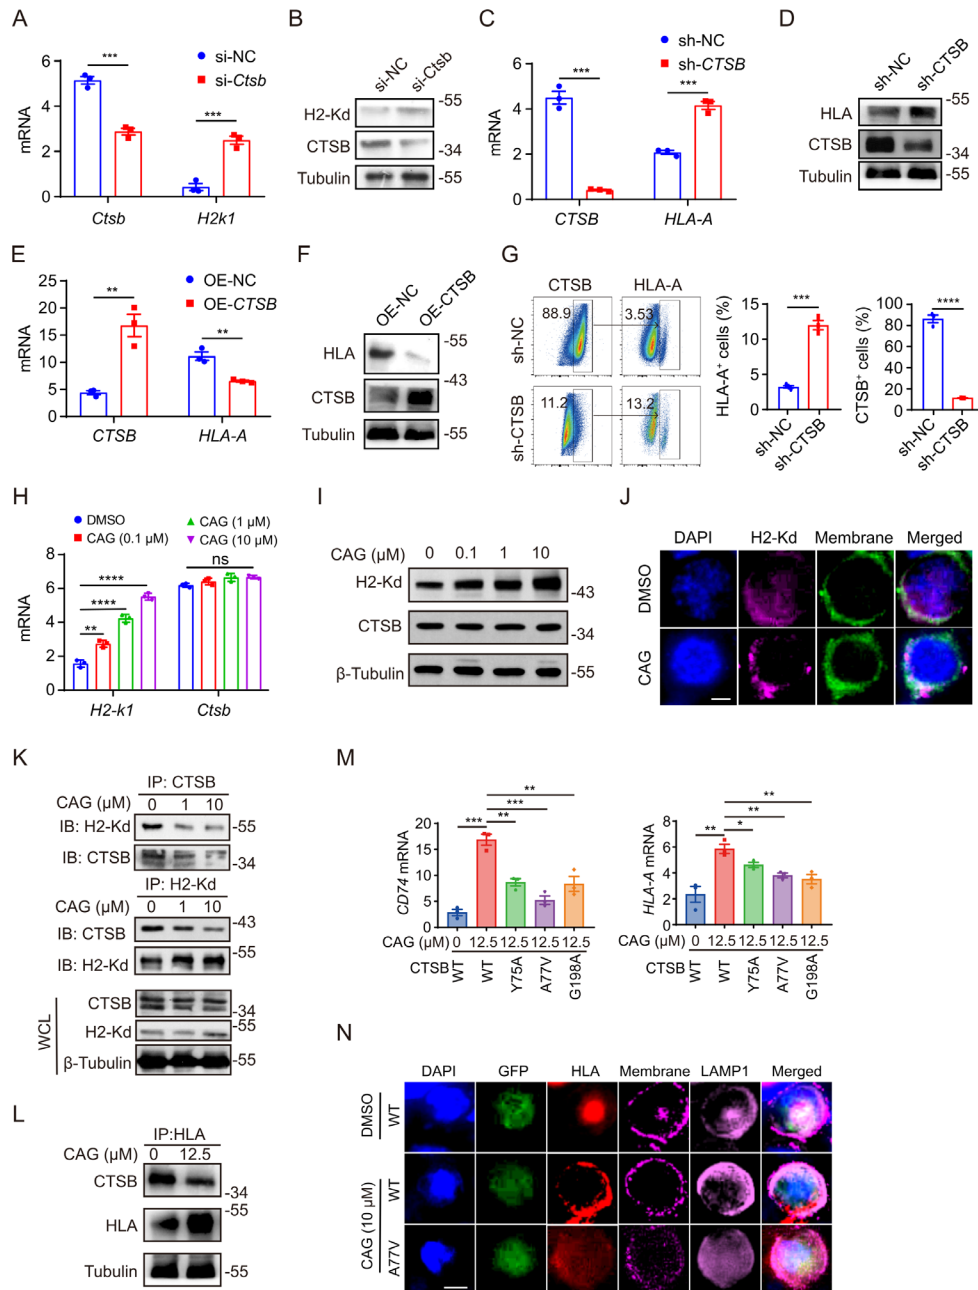 A
si-NC
si-Ctsb
***
***
mRNA
6
4
2
0
Ctsb
H2k1
B
si-NC
si-Ctsb
H2-Kd
-55
CTSB
-34
Tubulin
-55
C
sh-NC
sh-CTSB
***
***
mRNA
6
4
2
0
CTSB
HLA-A
D
sh-NC
sh-CTSB
HLA
-55
CTSB
-34
Tubulin
-55
E
OE-NC
OE-CTSB
**
**
mRNA
25
20
15
10
5
0
CTSB
HLA-A
F
OE-NC
OE-CTSB
HLA
-55
CTSB
-43
Tubulin
-55
G
CTSB
HLA-A
sh-NC
88.9
3.53
sh-CTSB
11.2
13.2
HLA-A+ cells (%)
***
20
15
10
5
0
sh-NC
sh-CTSB
CTSB+ cells (%)
****
100
80
60
40
20
0
sh-NC
sh-CTSB
H
DMSO
CAG (0.1 μM)
CAG (1 μM)
CAG (10 μM)
mRNA
8
6
4
2
0
****
****
**
ns
H2-k1
Ctsb
I
CAG (μM) 0 0.1 1 10
H2-Kd
-43
CTSB
-34
β-Tubulin
-55
J
DAPI H2-Kd Membrane Merged
DMSO
CAG
K
IP: CTSB
CAG (μM) 0 1 10
IB: H2-Kd
-55
IB: CTSB
-34
IP: H2-Kd
CAG (μM) 0 1 10
IB: CTSB
-43
IB: H2-Kd
WCL
CTSB
-34
H2-Kd
-55
β-Tubulin
-55
L
IP:HLA
CAG (μM) 0 12.5
CTSB
-34
HLA
-55
Tubulin
-55
M
CD74 mRNA
20
15
10
5
0
**
***
*** **
CAG (μM) 0 12.5 12.5 12.5 12.5
CTSB WT WT Y75A A77V G198A
HLA-A mRNA
8
6
4
2
0
**
**
** *
CAG (μM) 0 12.5 12.5 12.5 12.5
CTSB WT WT Y75A A77V G198A
N
DAPI GFP HLA Membrane LAMP1 Merged
DMSO
WT
CAG (10 μM)
WT
A77V